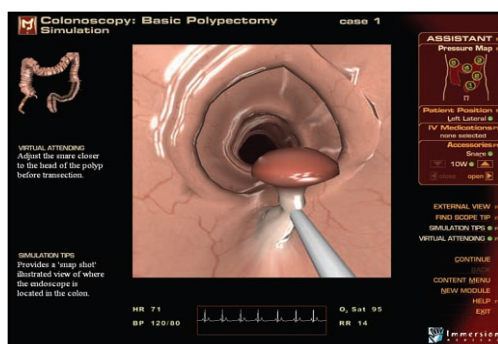 Colonoscopy: Basic Polypectomy
Simulation
case 1
VIRTUAL ATTENDING
Adjust the snare closer
to the head of the polyp
before transection.
SIMULATION TIPS
Provides a 'snap shot'
illustrated view of where
the endoscope is
located in the colon.
HR 71
BP 120/80
O₂ Sat 95
RR 14
ASSISTANT
Pressure Map
Patient Position
Left Lateral
IV Medications
none selected
Accessories
Snare
10W
close open
EXTERNAL VIEW
FIND SCOPE TIP
SIMULATION TIPS
VIRTUAL ATTENDING
CONTINUE
BACK
CONTENT MENU
NEW MODULE
HELP
EXIT
Immersion